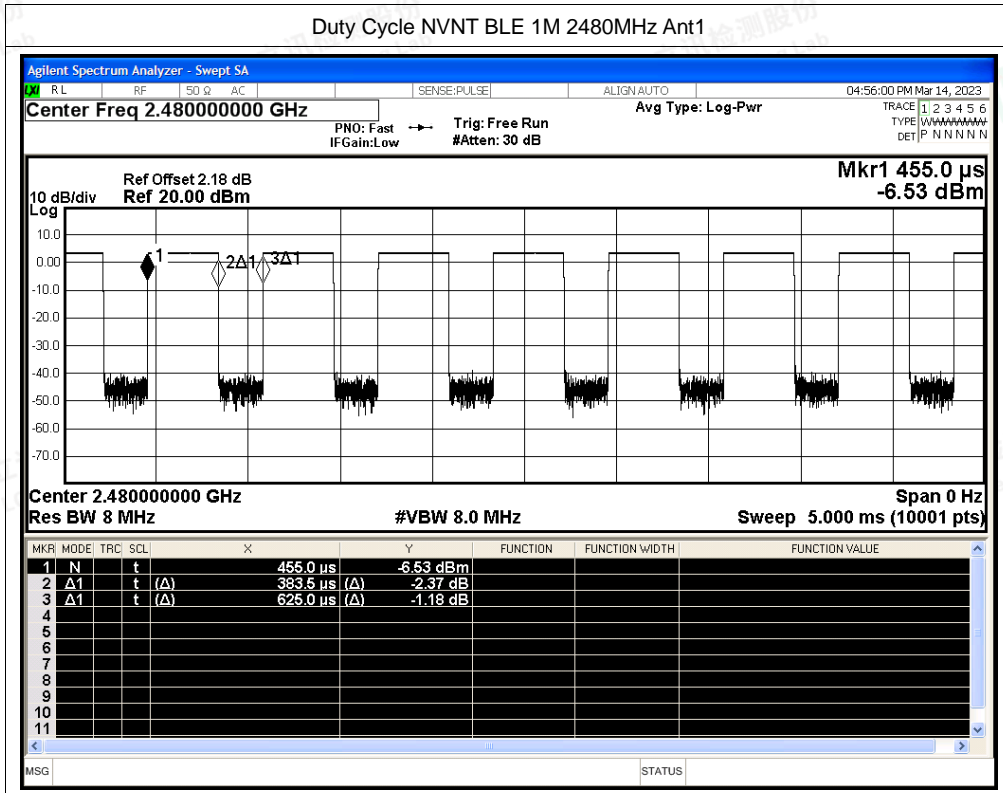 Duty Cycle NVNT BLE 1M 2480MHz Ant1
Agilent Spectrum Analyzer - Swept SA
LXI RL RF 50 Ω AC SENSE:PULSE ALIGN AUTO 04:56:00 PM Mar 14, 2023
Center Freq 2.480000000 GHz Avg Type: Log-Pwr TRACE 1 2 3 4 5 6
PNO: Fast Trig: Free Run TYPE WWWWWW
IFGain:Low #Atten: 30 dB DET P N N N N N
Mkr1 455.0 µs
-6.53 dBm
Ref Offset 2.18 dB
10 dB/div Ref 20.00 dBm
Log
10.0
0.00
-10.0
-20.0
-30.0
-40.0
-50.0
-60.0
-70.0
1 2Δ1 3Δ1
Center 2.480000000 GHz Span 0 Hz
Res BW 8 MHz #VBW 8.0 MHz Sweep 5.000 ms (10001 pts)
MKR MODE TRC SCL X Y FUNCTION FUNCTION WIDTH FUNCTION VALUE
1 N t 455.0 µs -6.53 dBm
2 Δ1 t (Δ) 383.5 µs (Δ) -2.37 dB
3 Δ1 t (Δ) 625.0 µs (Δ) -1.18 dB
4
5
6
7
8
9
10
11
MSG STATUS